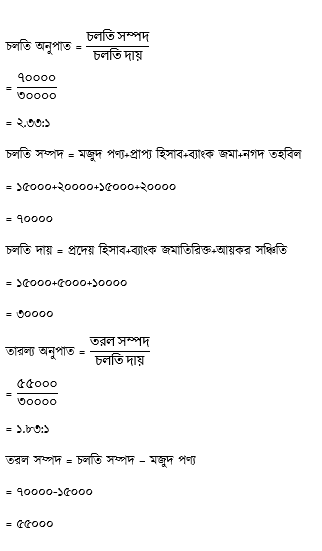 চলতি অনুপাত = চলতি সম্পদ / চলতি দায়
= ৭০০০০ / ৩০০০০
= ২.৩৩:১
চলতি সম্পদ = মজুদ পণ্য+প্রাপ্য হিসাব+ব্যাংক জমা+নগদ তহবিল
= ১৫০০০+২০০০০+১৫০০০+২০০০০
= ৭০০০০
চলতি দায় = প্রদেয় হিসাব+ব্যাংক জমাতিরিক্ত+আয়কর সঞ্চিতি
= ১৫০০০+৫০০০+১০০০০
= ৩০০০০
তারল্য অনুপাত = তরল সম্পদ / চলতি দায়
= ৫৫০০০ / ৩০০০০
= ১.৮৩:১
তরল সম্পদ = চলতি সম্পদ – মজুদ পণ্য
= ৭০০০০-১৫০০০
= ৫৫০০০